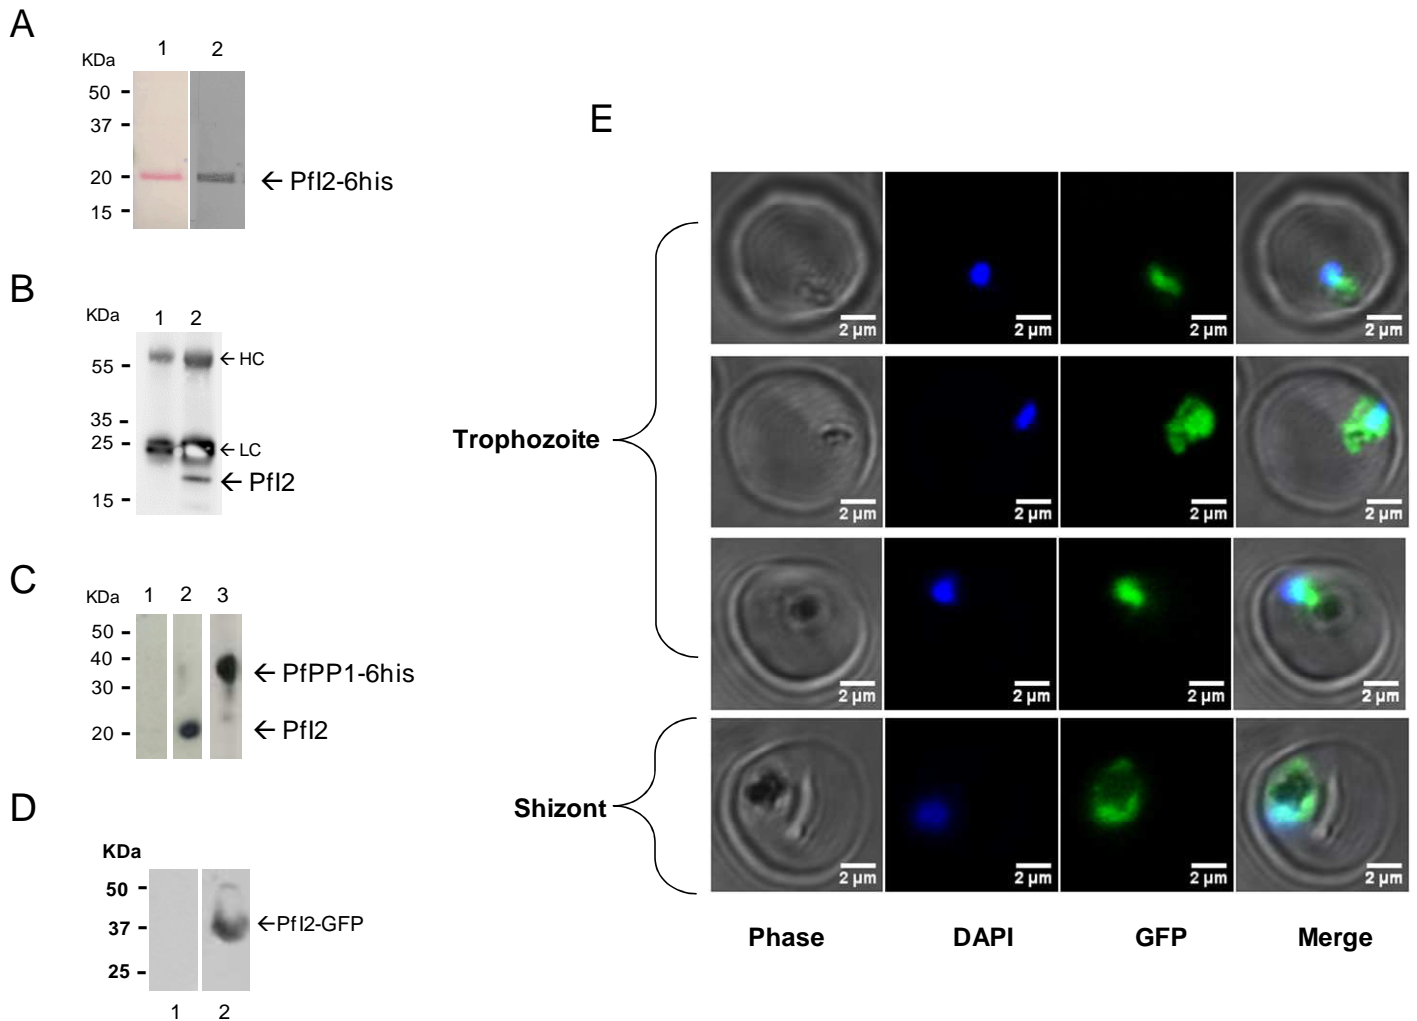 A
1 2
KDa
50
37
20
15
← PfI2-6his
B
KDa
1 2
55
35
25
15
← HC
← LC
← PfI2
C
KDa
1 2 3
50
40
30
20
← PfPP1-6his
← PfI2
D
KDa
50
37
25
←PfI2-GFP
1 2
E
Trophozoite
Shizont
2 µm 2 µm 2 µm 2 µm
2 µm 2 µm 2 µm 2 µm
2 µm 2 µm 2 µm 2 µm
2 µm 2 µm 2 µm 2 µm
Phase DAPI GFP Merge